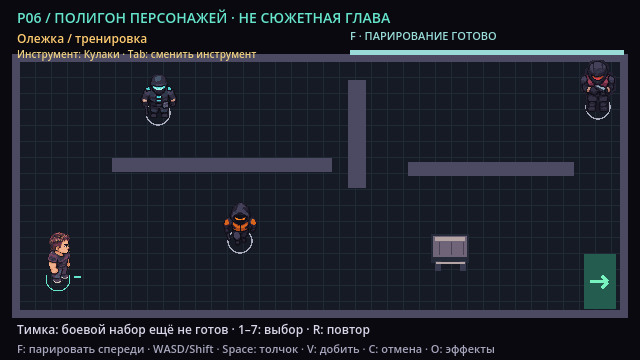 P06 / ПОЛИГОН ПЕРСОНАЖЕЙ · НЕ СЮЖЕТНАЯ ГЛАВА
Олежка / тренировка
F · ПАРИРОВАНИЕ ГОТОВО
Инструмент: Кулаки · Tab: сменить инструмент
Тимка: боевой набор ещё не готов · 1–7: выбор · R: повтор
F: парировать спереди · WASD/Shift · Space: толчок · V: добить · C: отмена · O: эффекты